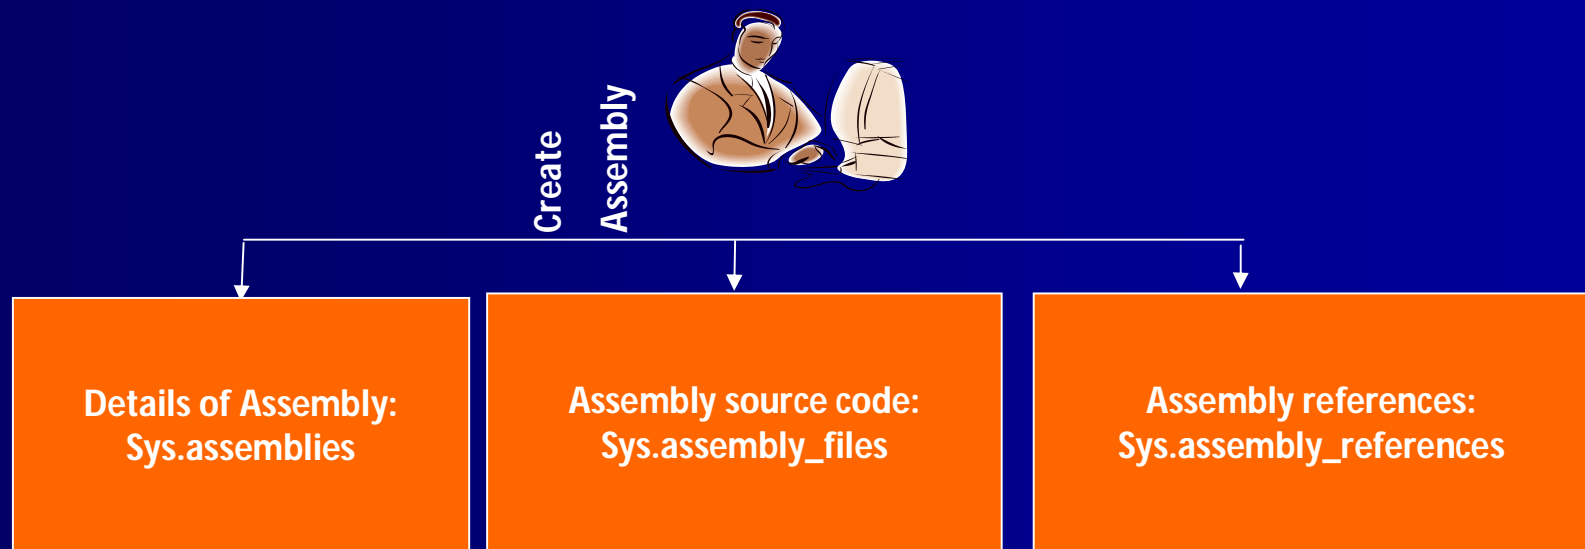 Create
Assembly
Details of Assembly:
Sys.assemblies
Assembly source code:
Sys.assembly_files
Assembly references:
Sys.assembly_references